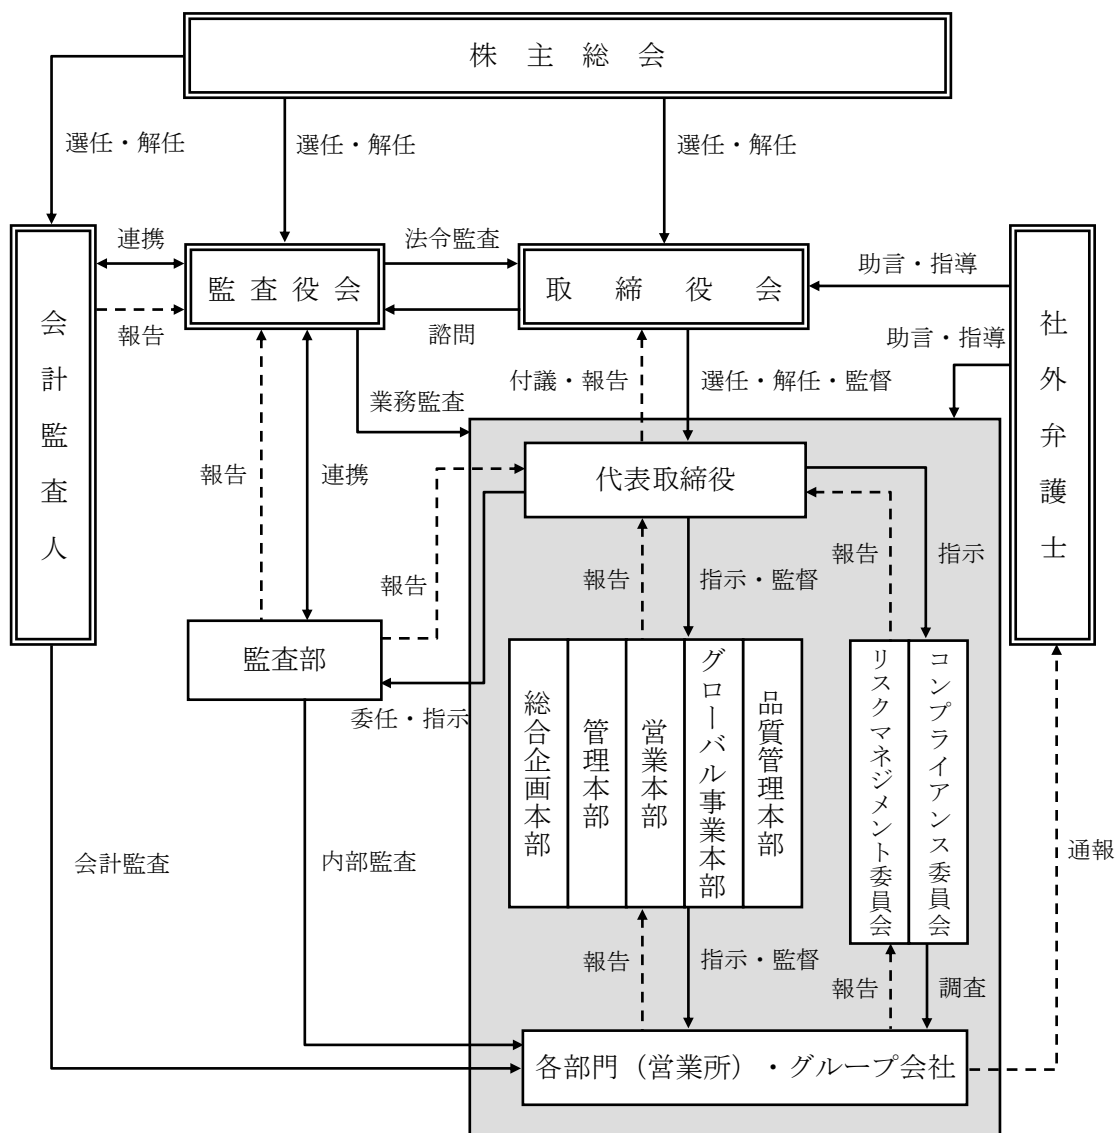 株主総会
選任・解任
選任・解任
選任・解任
連携
法令監査
助言・指導
監査役会
取締役会
会計監査人
社外弁護士
報告
諮問
助言・指導
付議・報告
選任・解任・監督
業務監査
報告
連携
代表取締役
報告
報告
指示・監督
報告
指示
監査部
委任・指示
総合企画本部
管理本部
営業本部
グローバル事業本部
品質管理本部
リスクマネジメント委員会
コンプライアンス委員会
会計監査
内部監査
通報
報告
指示・監督
報告
調査
各部門（営業所）・グループ会社